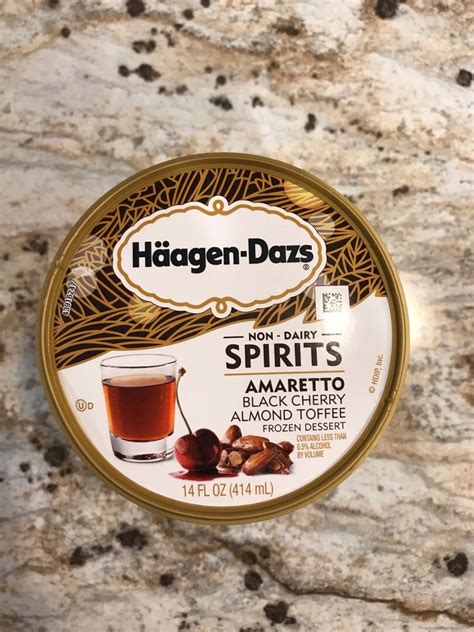 Häagen-Dazs®
NON - DAIRY
SPIRITS
AMARETTO
BLACK CHERRY
ALMOND TOFFEE
FROZEN DESSERT
CONTAINS LESS THAN
0.5% ALCOHOL
BY VOLUME
14 FL OZ (414 mL)
U D
© HDIP, Inc.